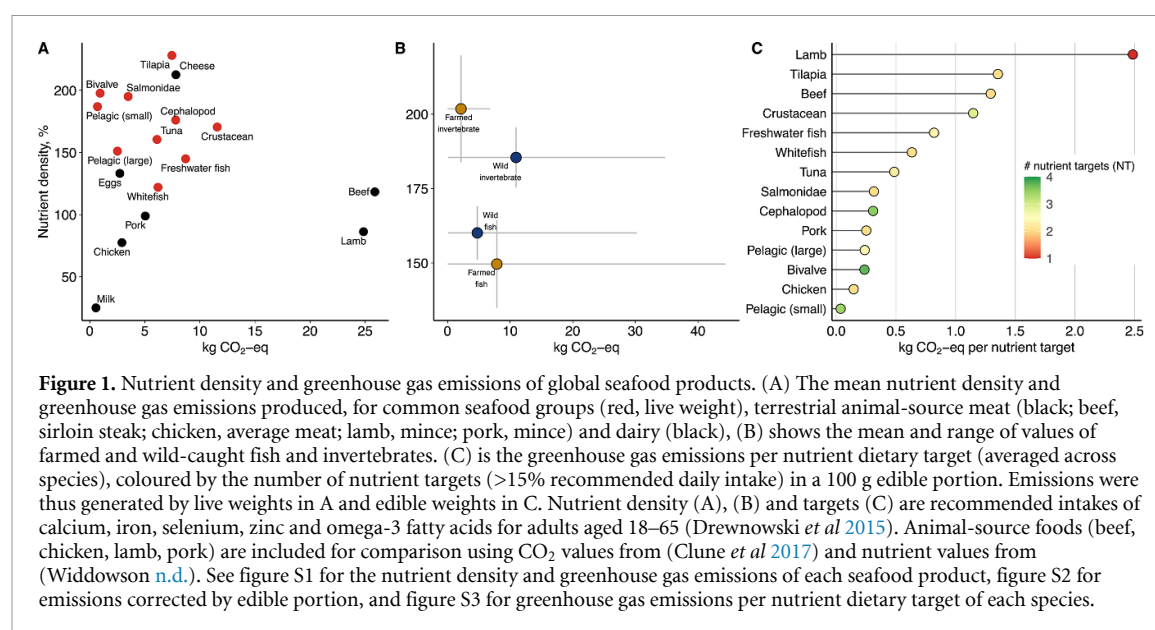 A
B
C
Nutrient density, %
200
150
100
50
Tilapia
Cheese
Bivalve
Salmonidae
Pelagic (small)
Cephalopod
Tuna
Crustacean
Pelagic (large)
Freshwater fish
Eggs
Whitefish
Beef
Pork
Lamb
Chicken
Milk
0
5
10
15
20
25
kg CO₂–eq
200
175
150
Farmed
invertebrate
Wild
invertebrate
Wild
fish
Farmed
fish
0
10
20
30
40
kg CO₂–eq
Lamb
Tilapia
Beef
Crustacean
Freshwater fish
Whitefish
Tuna
Salmonidae
Cephalopod
Pork
Pelagic (large)
Bivalve
Chicken
Pelagic (small)
# nutrient targets (NT)
4
3
2
1
0.0
0.5
1.0
1.5
2.0
2.5
kg CO₂–eq per nutrient target
Figure 1. Nutrient density and greenhouse gas emissions of global seafood products. (A) The mean nutrient density and
greenhouse gas emissions produced, for common seafood groups (red, live weight), terrestrial animal-source meat (black; beef,
sirloin steak; chicken, average meat; lamb, mince; pork, mince) and dairy (black), (B) shows the mean and range of values of
farmed and wild-caught fish and invertebrates. (C) is the greenhouse gas emissions per nutrient dietary target (averaged across
species), coloured by the number of nutrient targets (>15% recommended daily intake) in a 100 g edible portion. Emissions were
thus generated by live weights in A and edible weights in C. Nutrient density (A), (B) and targets (C) are recommended intakes of
calcium, iron, selenium, zinc and omega-3 fatty acids for adults aged 18–65 (Drewnowski et al 2015). Animal-source foods (beef,
chicken, lamb, pork) are included for comparison using CO₂ values from (Clune et al 2017) and nutrient values from
(Widdowson n.d.). See figure S1 for the nutrient density and greenhouse gas emissions of each seafood product, figure S2 for
emissions corrected by edible portion, and figure S3 for greenhouse gas emissions per nutrient dietary target of each species.